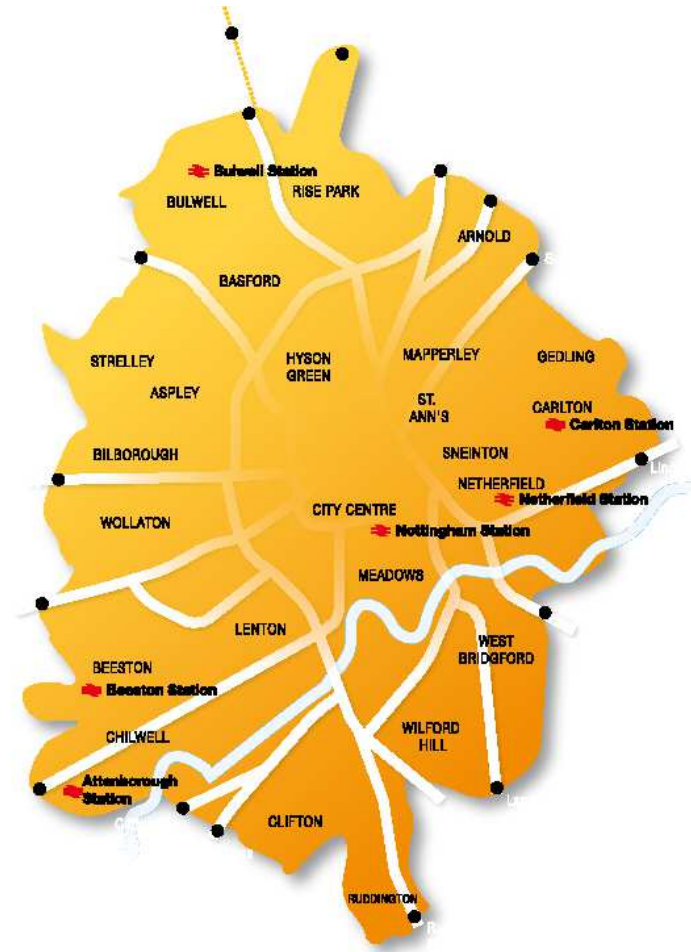 Bulwell Station
BULWELL
RISE PARK
ARNOLD
BASFORD
STRELLEY
HYSON
GREEN
MAPPERLEY
GEDLING
ASPLEY
ST.
ANN'S
CARLTON
Carlton Station
BILBOROUGH
SNEINTON
NETHERFIELD
Netherfield Station
CITY CENTRE
WOLLATON
Nottingham Station
MEADOWS
LENTON
WEST
BRIDGFORD
BEESTON
Beeston Station
CHILWELL
WILFORD
HILL
Attenborough
Station
CLIFTON
RUDDINGTON